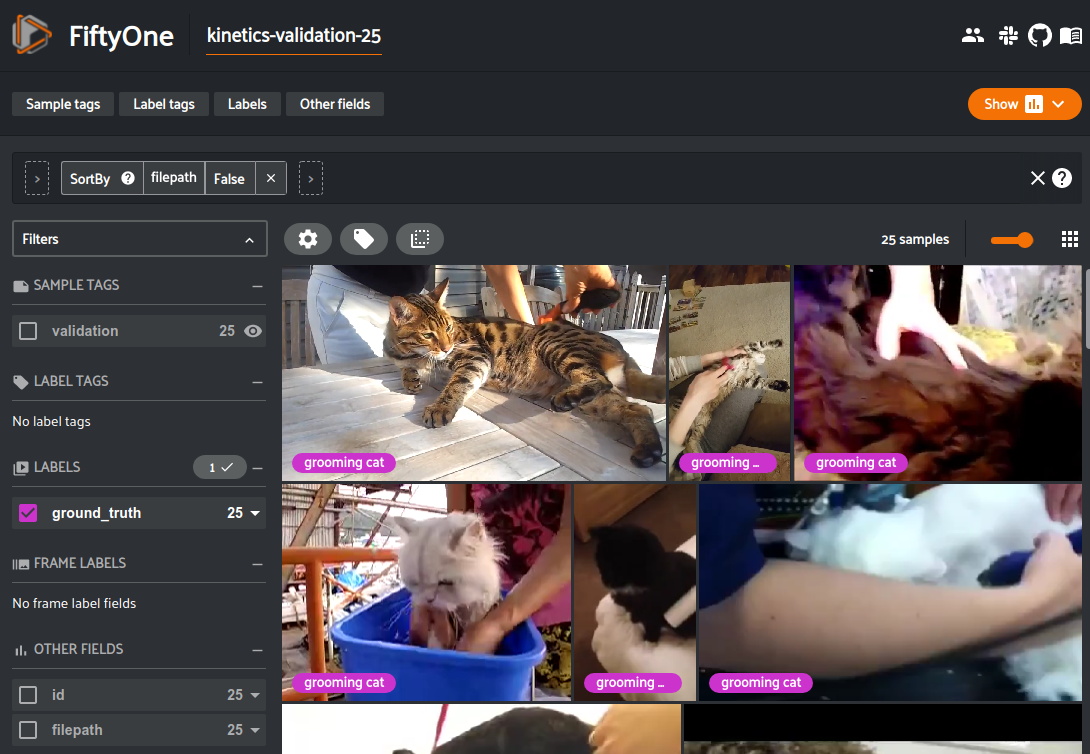 FiftyOne
kinetics-validation-25
Sample tags
Label tags
Labels
Other fields
Show
>
SortBy
?
filepath
False
×
>
×
?
Filters
25 samples
SAMPLE TAGS
validation
25
LABEL TAGS
No label tags
LABELS
1
ground_truth
25
FRAME LABELS
No frame label fields
OTHER FIELDS
id
25
filepath
25
grooming cat
grooming ...
grooming cat
grooming cat
grooming ...
grooming cat